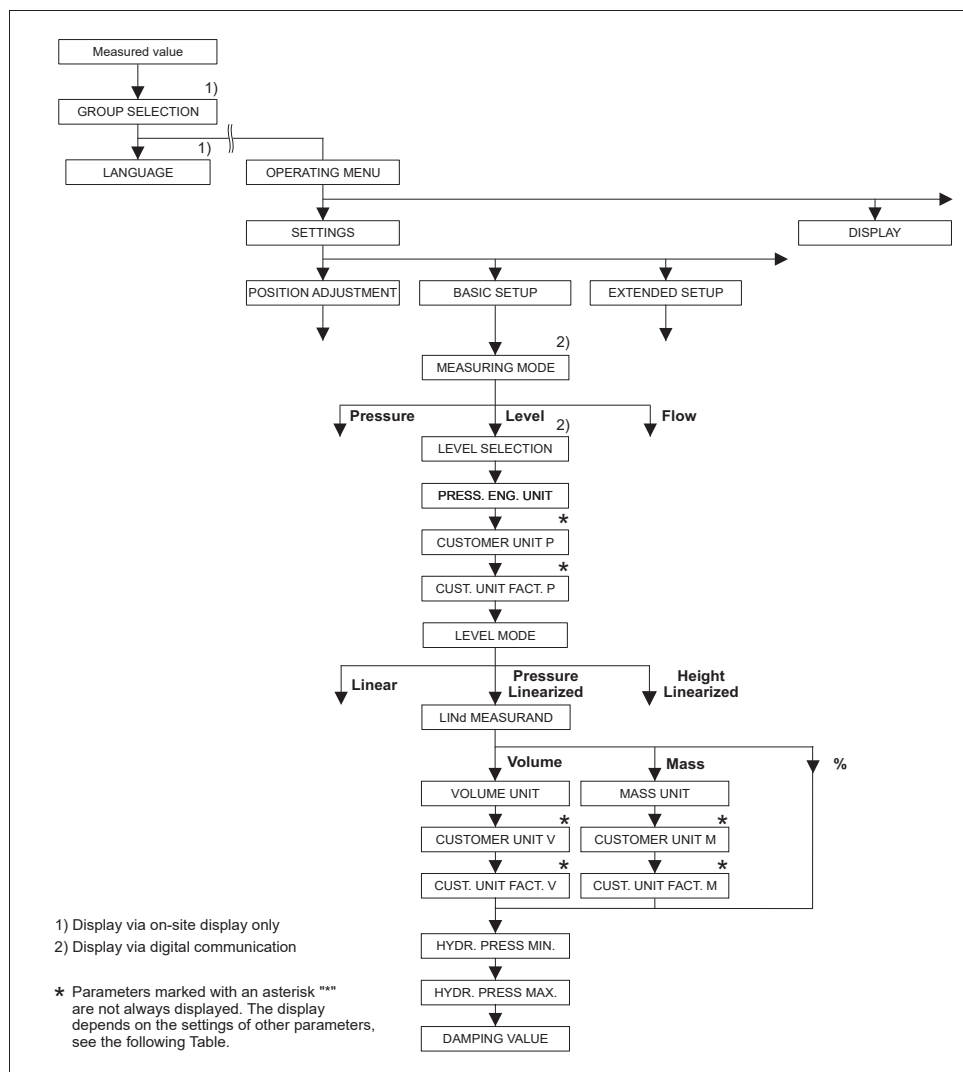 Measured value
1)
GROUP SELECTION
1)
LANGUAGE
OPERATING MENU
SETTINGS
DISPLAY
POSITION ADJUSTMENT
BASIC SETUP
EXTENDED SETUP
2)
MEASURING MODE
Pressure
Level
Flow
2)
LEVEL SELECTION
PRESS. ENG. UNIT
*
CUSTOMER UNIT P
*
CUST. UNIT FACT. P
LEVEL MODE
Linear
Pressure
Linearized
Height
Linearized
LINd MEASURAND
Volume
Mass
%
VOLUME UNIT
MASS UNIT
*
*
CUSTOMER UNIT V
CUSTOMER UNIT M
*
*
CUST. UNIT FACT. V
CUST. UNIT FACT. M
HYDR. PRESS MIN.
HYDR. PRESS MAX.
DAMPING VALUE
1) Display via on-site display only
2) Display via digital communication
* Parameters marked with an asterisk "*"
are not always displayed. The display
depends on the settings of other parameters,
see the following Table.